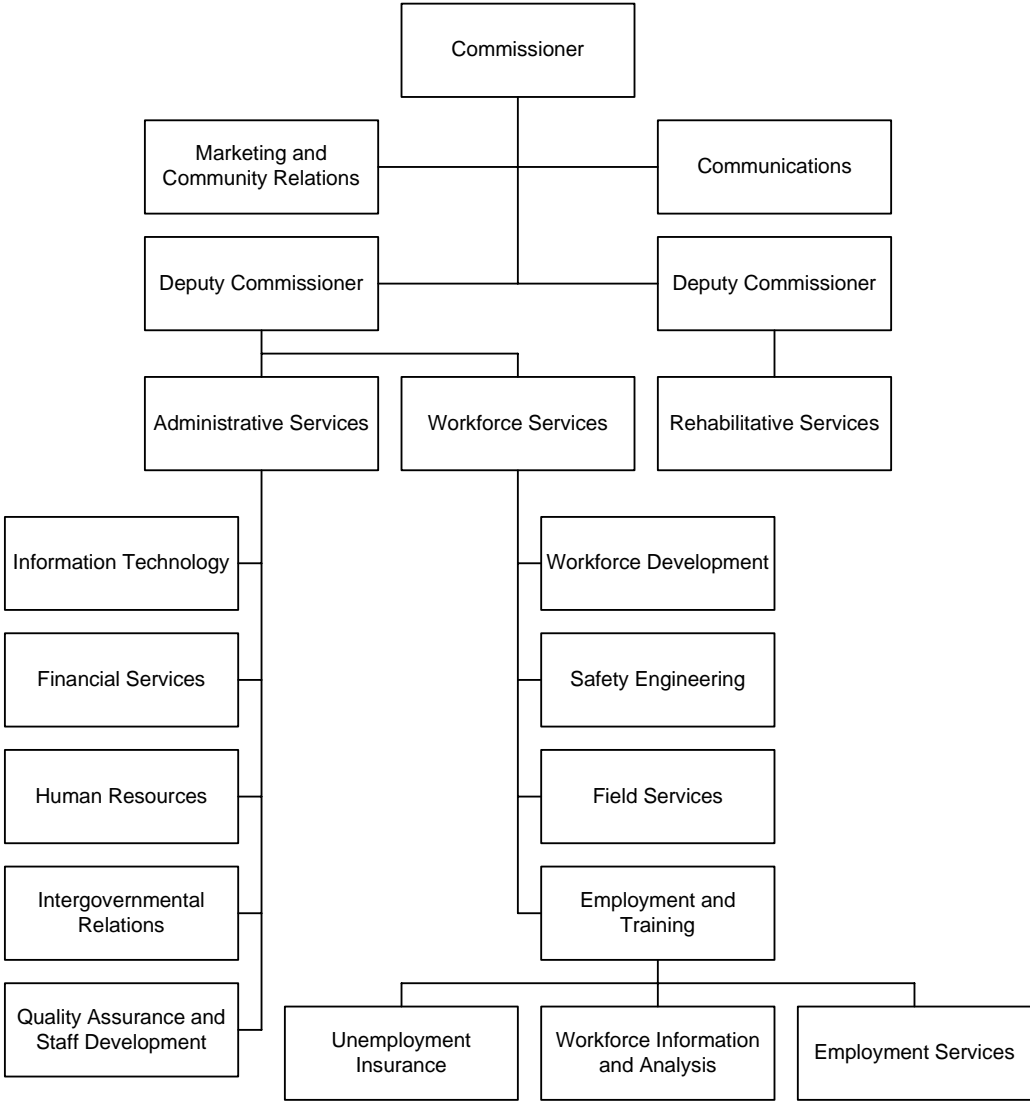 Commissioner
Marketing and
Community Relations
Communications
Deputy Commissioner
Deputy Commissioner
Administrative Services
Workforce Services
Rehabilitative Services
Information Technology
Workforce Development
Financial Services
Safety Engineering
Human Resources
Field Services
Intergovernmental
Relations
Employment and
Training
Quality Assurance and
Staff Development
Unemployment
Insurance
Workforce Information
and Analysis
Employment Services